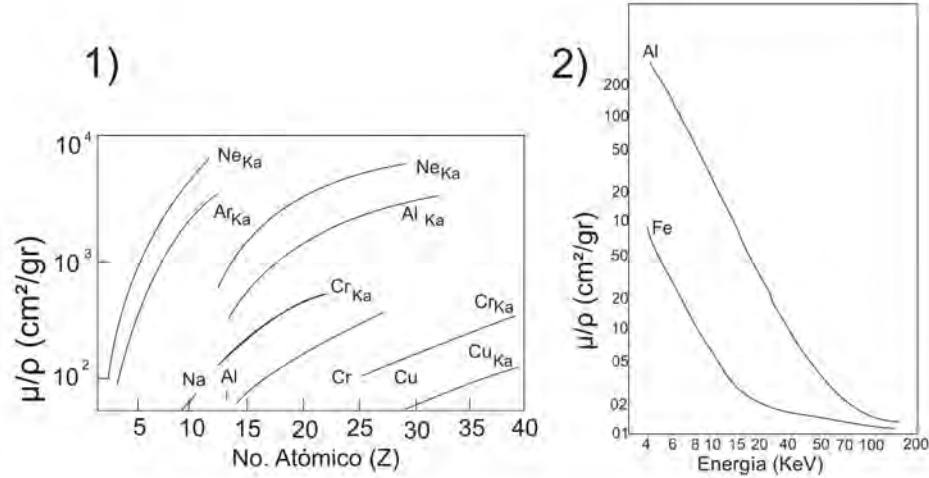 1)
10⁴
10³
10²
μ/ρ (cm²/gr)
Ne_Ka
Ar_Ka
Ne_Ka
Al_Ka
Cr_Ka
Cr_Ka
Cu_Ka
Na
Al
Cr
Cu
5 10 15 20 25 30 35 40
No. Atómico (Z)
2)
Al
Fe
200
100
50
20
10
50
20
10
05
02
01
μ/ρ (cm²/gr)
4 6 8 10 15 20 40 50 70 100 200
Energia (KeV)